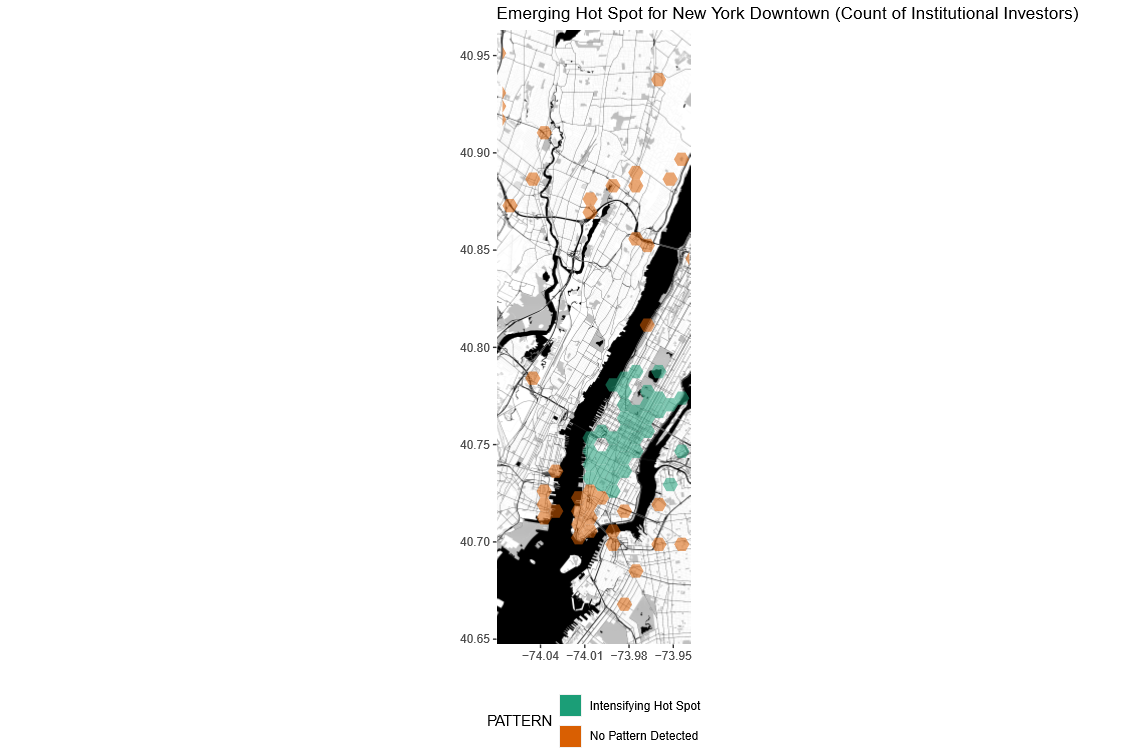 Emerging Hot Spot for New York Downtown (Count of Institutional Investors)
40.95
40.90
40.85
40.80
40.75
40.70
40.65
−74.04 −74.01 −73.98 −73.95
PATTERN
Intensifying Hot Spot
No Pattern Detected